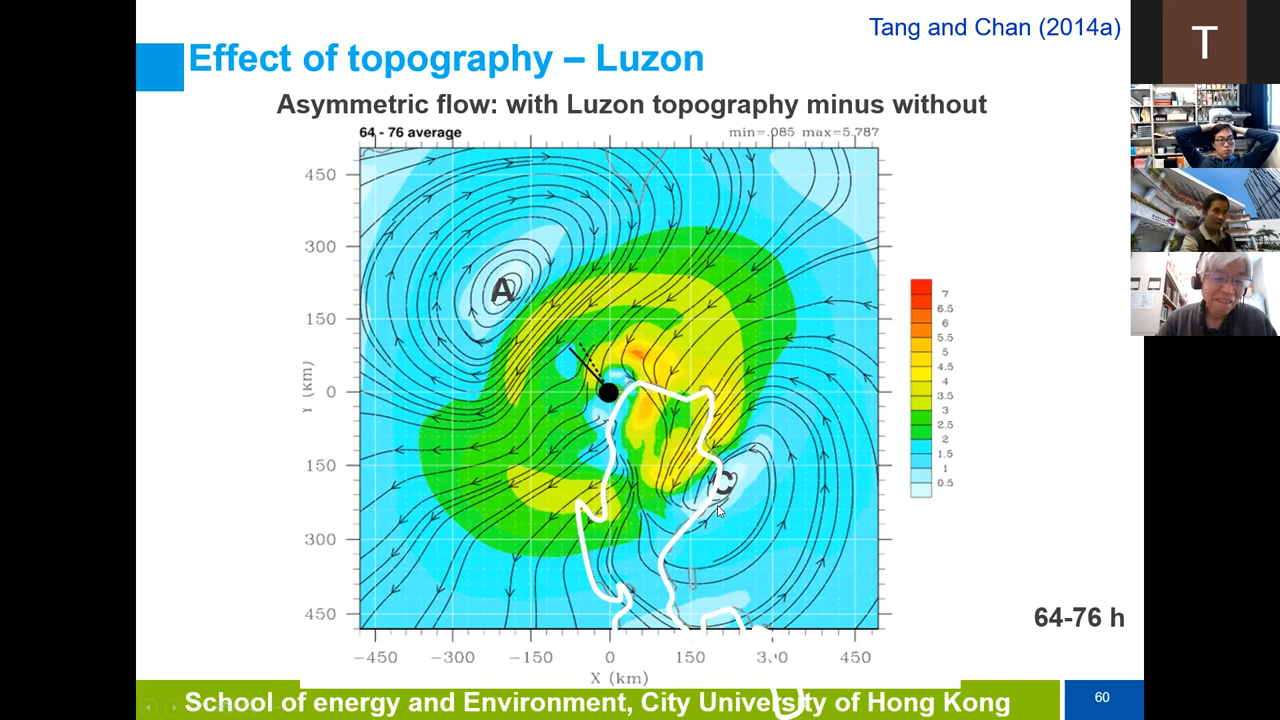 Tang and Chan (2014a)
T
Effect of topography – Luzon
Asymmetric flow: with Luzon topography minus without
64 - 76 average
min=.085 max=5.787
450
300
150
0
150
300
450
Y (km)
A
C
7
6.5
6
5.5
5
4.5
4
3.5
3
2.5
2
1.5
1
0.5
64-76 h
−450 −300 −150 0 150 450
X (km)
School of energy and Environment, City University of Hong Kong
60